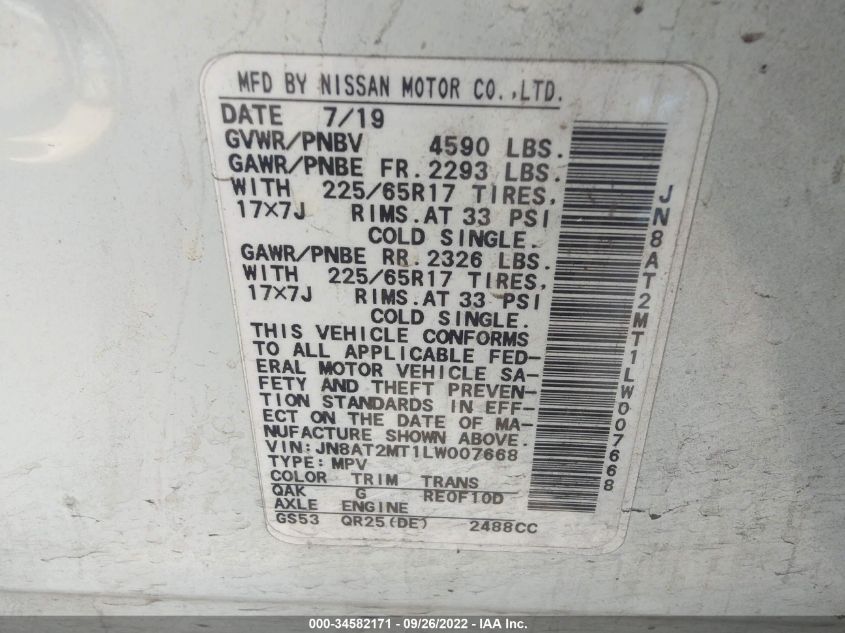 MFD BY NISSAN MOTOR CO.,LTD.
DATE 7/19
GVWR/PNBV 4590 LBS.
GAWR/PNBE FR. 2293 LBS.
WITH 225/65R17 TIRES,
17×7J RIMS.AT 33 PSI
COLD SINGLE.
GAWR/PNBE RR. 2326 LBS.
WITH 225/65R17 TIRES,
17×7J RIMS.AT 33 PSI
COLD SINGLE.
THIS VEHICLE CONFORMS
TO ALL APPLICABLE FED-
ERAL MOTOR VEHICLE SA-
FETY AND THEFT PREVEN-
TION STANDARDS IN EFF-
ECT ON THE DATE OF MA-
NUFACTURE SHOWN ABOVE.
VIN:JN8AT2MT1LW007668
TYPE:MPV
COLOR TRIM TRANS
QAK G RE0F10D
AXLE ENGINE
GS53 QR25(DE) 2488CC
JN8AT2MT1LW007668
000-34582171 - 09/26/2022 - IAA Inc.